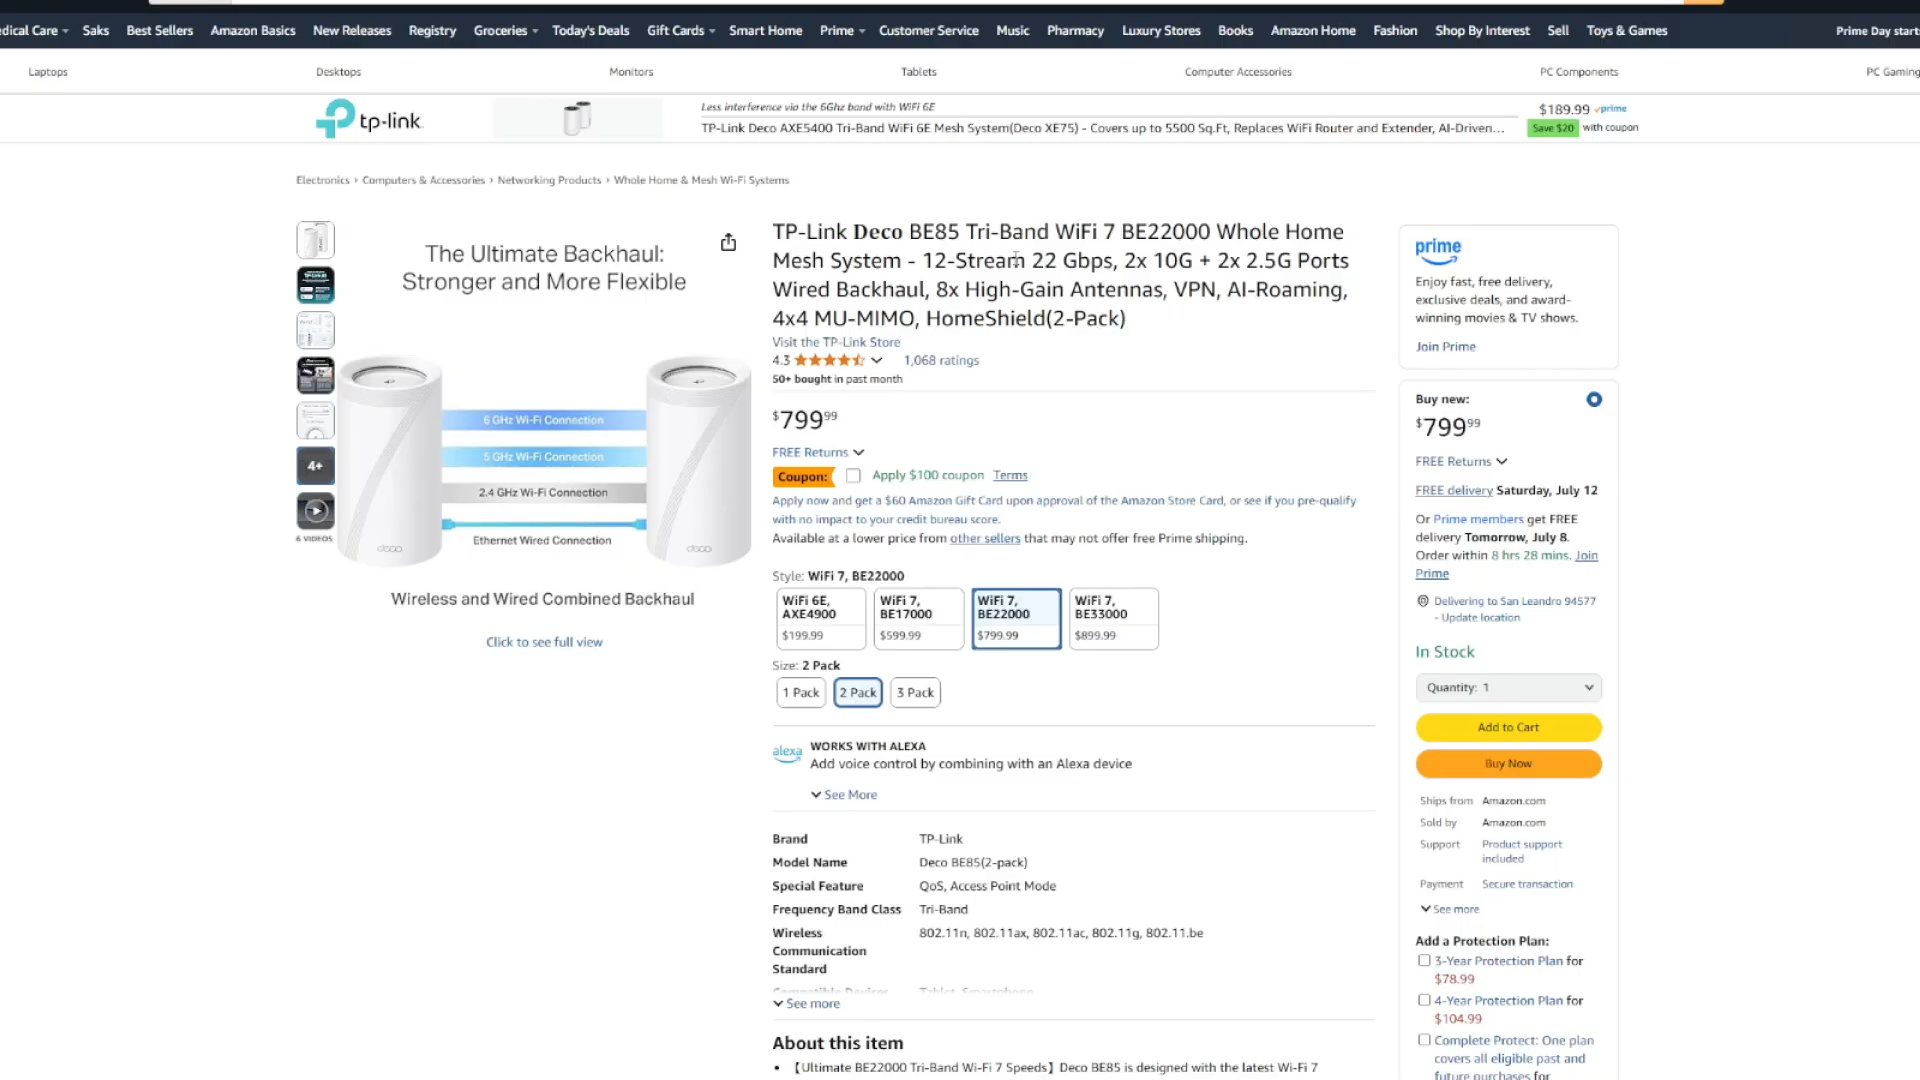 edical Care
Saks
Best Sellers
Amazon Basics
New Releases
Registry
Groceries
Today's Deals
Gift Cards
Smart Home
Prime
Customer Service
Music
Pharmacy
Luxury Stores
Books
Amazon Home
Fashion
Shop By Interest
Sell
Toys & Games
Prime Day starts
Laptops
Desktops
Monitors
Tablets
Computer Accessories
PC Components
PC Gaming
tp-link
Less interference via the 6Ghz band with WiFi 6E
TP-Link Deco AXE5400 Tri-Band WiFi 6E Mesh System(Deco XE75) - Covers up to 5500 Sq.Ft, Replaces WiFi Router and Extender, AI-Driven...
$189.99 prime
Save $20 with coupon
Electronics › Computers & Accessories › Networking Products › Whole Home & Mesh Wi-Fi Systems
The Ultimate Backhaul:
Stronger and More Flexible
6 GHz Wi-Fi Connection
5 GHz Wi-Fi Connection
2.4 GHz Wi-Fi Connection
Ethernet Wired Connection
deco
deco
Wireless and Wired Combined Backhaul
Click to see full view
4+
6 VIDEOS
TP-Link Deco BE85 Tri-Band WiFi 7 BE22000 Whole Home
Mesh System - 12-Stream 22 Gbps, 2x 10G + 2x 2.5G Ports
Wired Backhaul, 8x High-Gain Antennas, VPN, AI-Roaming,
4x4 MU-MIMO, HomeShield(2-Pack)
Visit the TP-Link Store
4.3 1,068 ratings
50+ bought in past month
$79999
FREE Returns
Coupon: Apply $100 coupon Terms
Apply now and get a $60 Amazon Gift Card upon approval of the Amazon Store Card, or see if you pre-qualify
with no impact to your credit bureau score.
Available at a lower price from other sellers that may not offer free Prime shipping.
Style: WiFi 7, BE22000
WiFi 6E,
AXE4900
$199.99
WiFi 7,
BE17000
$599.99
WiFi 7,
BE22000
$799.99
WiFi 7,
BE33000
$899.99
Size: 2 Pack
1 Pack
2 Pack
3 Pack
alexa
WORKS WITH ALEXA
Add voice control by combining with an Alexa device
See More
Brand TP-Link
Model Name Deco BE85(2-pack)
Special Feature QoS, Access Point Mode
Frequency Band Class Tri-Band
Wireless 802.11n, 802.11ax, 802.11ac, 802.11g, 802.11.be
Communication
Standard
Compatible Devices Tablet, Smartphone
See more
About this item
• 【Ultimate BE22000 Tri-Band Wi-Fi 7 Speeds】Deco BE85 is designed with the latest Wi-Fi 7
prime
Enjoy fast, free delivery,
exclusive deals, and award-
winning movies & TV shows.
Join Prime
Buy new:
$79999
FREE Returns
FREE delivery Saturday, July 12
Or Prime members get FREE
delivery Tomorrow, July 8.
Order within 8 hrs 28 mins. Join
Prime
Delivering to San Leandro 94577
- Update location
In Stock
Quantity: 1
Add to Cart
Buy Now
Ships from Amazon.com
Sold by Amazon.com
Support Product support
included
Payment Secure transaction
See more
Add a Protection Plan:
3-Year Protection Plan for
$78.99
4-Year Protection Plan for
$104.99
Complete Protect: One plan
covers all eligible past and
future purchases for